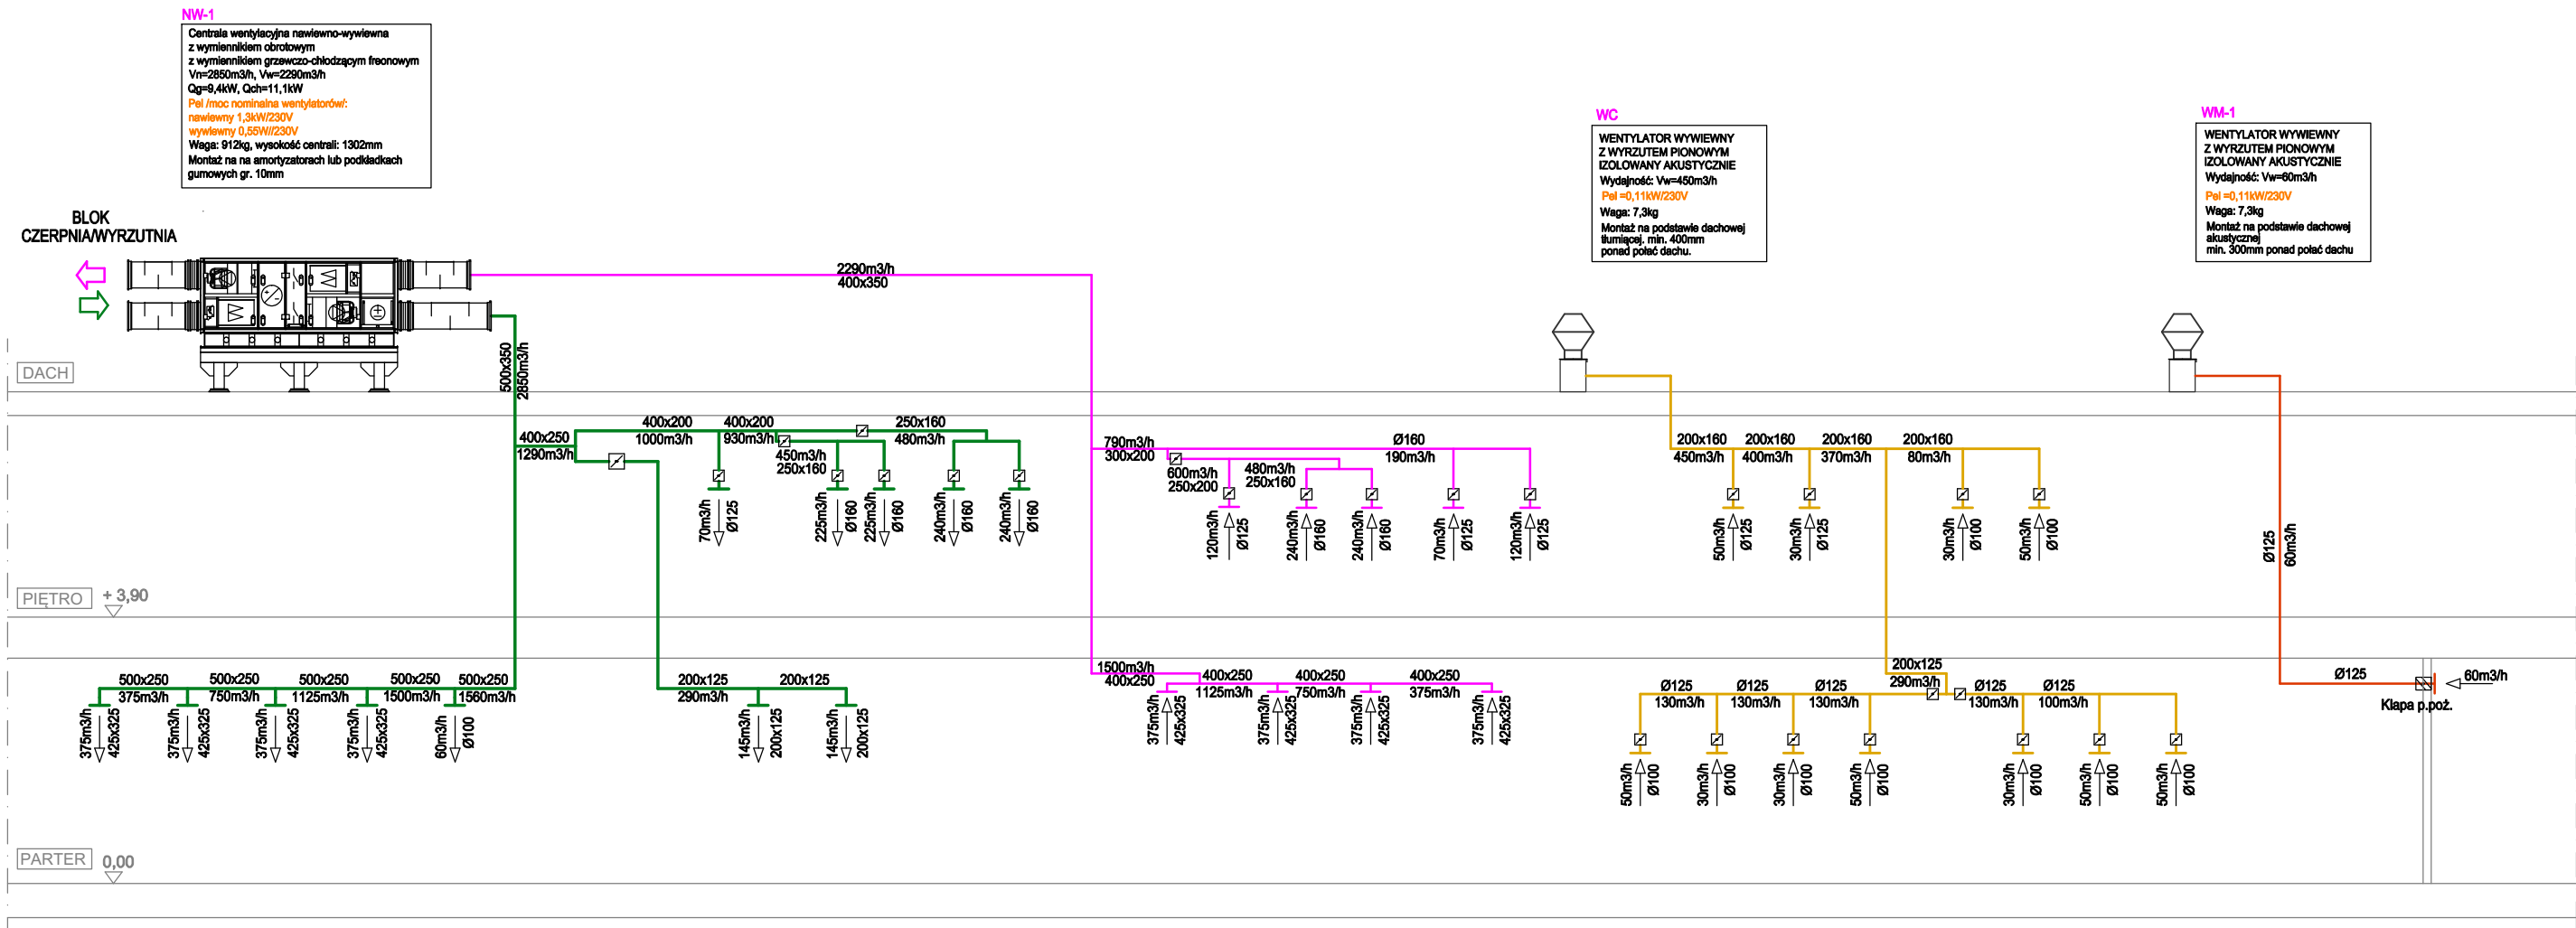 NW-1
Centrala wentylacyjna nawiewno-wywiewna
z wymiennikiem obrotowym
z wymiennikiem grzewczo-chłodzącym freonowym
Vn=2850m3/h, Vw=2290m3/h
Qg=9,4kW, Qch=11,1kW
Pel /moc nominalna wentylatorów/:
nawiewny 1,3kW/230V
wywiewny 0,55W//230V
Waga: 912kg, wysokość centrali: 1302mm
Montaż na na amortyzatorach lub podkładkach
gumowych gr. 10mm
WC
WENTYLATOR WYWIEWNY
Z WYRZUTEM PIONOWYM
IZOLOWANY AKUSTYCZNIE
Wydajność: Vw=450m3/h
Pel =0,11kW/230V
Waga: 7,3kg
Montaż na podstawie dachowej
tłumiącej. min. 400mm
ponad połać dachu.
WM-1
WENTYLATOR WYWIEWNY
Z WYRZUTEM PIONOWYM
IZOLOWANY AKUSTYCZNIE
Wydajność: Vw=60m3/h
Pel =0,11kW/230V
Waga: 7,3kg
Montaż na podstawie dachowej
akustycznej
min. 300mm ponad połać dachu
BLOK
CZERPNIA/WYRZUTNIA
2290m3/h
400x350
DACH
500x350
2850m3/h
400x250
1290m3/h
400x200
1000m3/h
400x200
930m3/h
250x160
480m3/h
450m3/h
250x160
70m3/h
Ø125
225m3/h
Ø160
225m3/h
Ø160
240m3/h
Ø160
240m3/h
Ø160
790m3/h
300x200
Ø160
190m3/h
600m3/h
250x200
480m3/h
250x160
120m3/h
Ø125
240m3/h
Ø160
240m3/h
Ø160
70m3/h
Ø125
120m3/h
Ø125
200x160
450m3/h
200x160
400m3/h
200x160
370m3/h
200x160
80m3/h
50m3/h
Ø125
30m3/h
Ø125
30m3/h
Ø100
50m3/h
Ø100
Ø125
60m3/h
PIĘTRO
+ 3,90
500x250
375m3/h
500x250
750m3/h
500x250
1125m3/h
500x250
1500m3/h
500x250
1560m3/h
375m3/h
425x325
375m3/h
425x325
375m3/h
425x325
375m3/h
425x325
60m3/h
Ø100
200x125
290m3/h
200x125
145m3/h
200x125
145m3/h
200x125
1500m3/h
400x250
400x250
1125m3/h
400x250
750m3/h
400x250
375m3/h
375m3/h
425x325
375m3/h
425x325
375m3/h
425x325
375m3/h
425x325
200x125
290m3/h
Ø125
130m3/h
Ø125
130m3/h
Ø125
130m3/h
Ø125
130m3/h
Ø125
100m3/h
50m3/h
Ø100
30m3/h
Ø100
30m3/h
Ø100
50m3/h
Ø100
30m3/h
Ø100
50m3/h
Ø100
50m3/h
Ø100
Ø125
60m3/h
Klapa p.poż.
PARTER
0,00